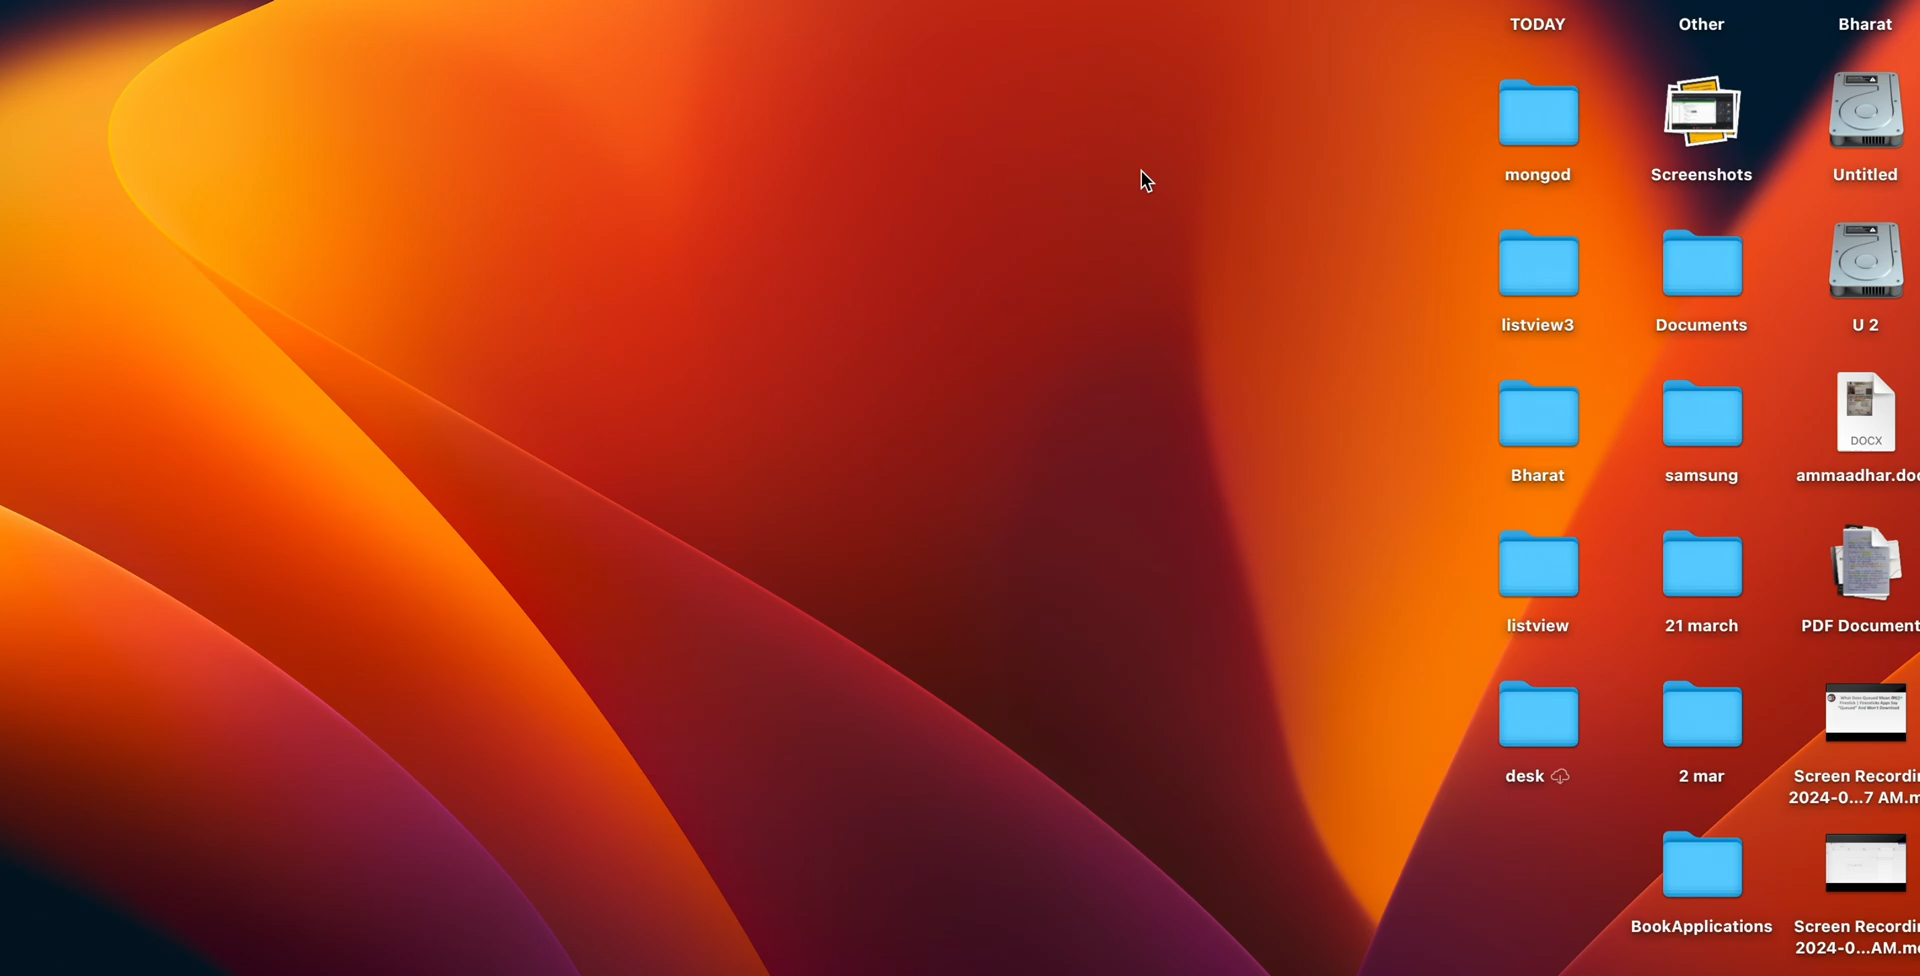 TODAY
Other
Bharat
mongod
Screenshots
Untitled
listview3
Documents
U 2
DOCX
Bharat
samsung
ammaadhar.doc
listview
21 march
PDF Document
desk
2 mar
Screen Recordi
2024-0...7 AM.m
BookApplications
Screen Recordi
2024-0...AM.m